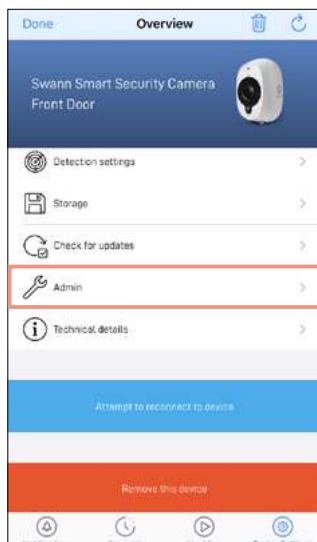 Done Overview
Swann Smart Security Camera
Front Door
Detection settings
Storage
Check for updates
Admin
Technical details
Attempt to reconnect to device
Remove this device